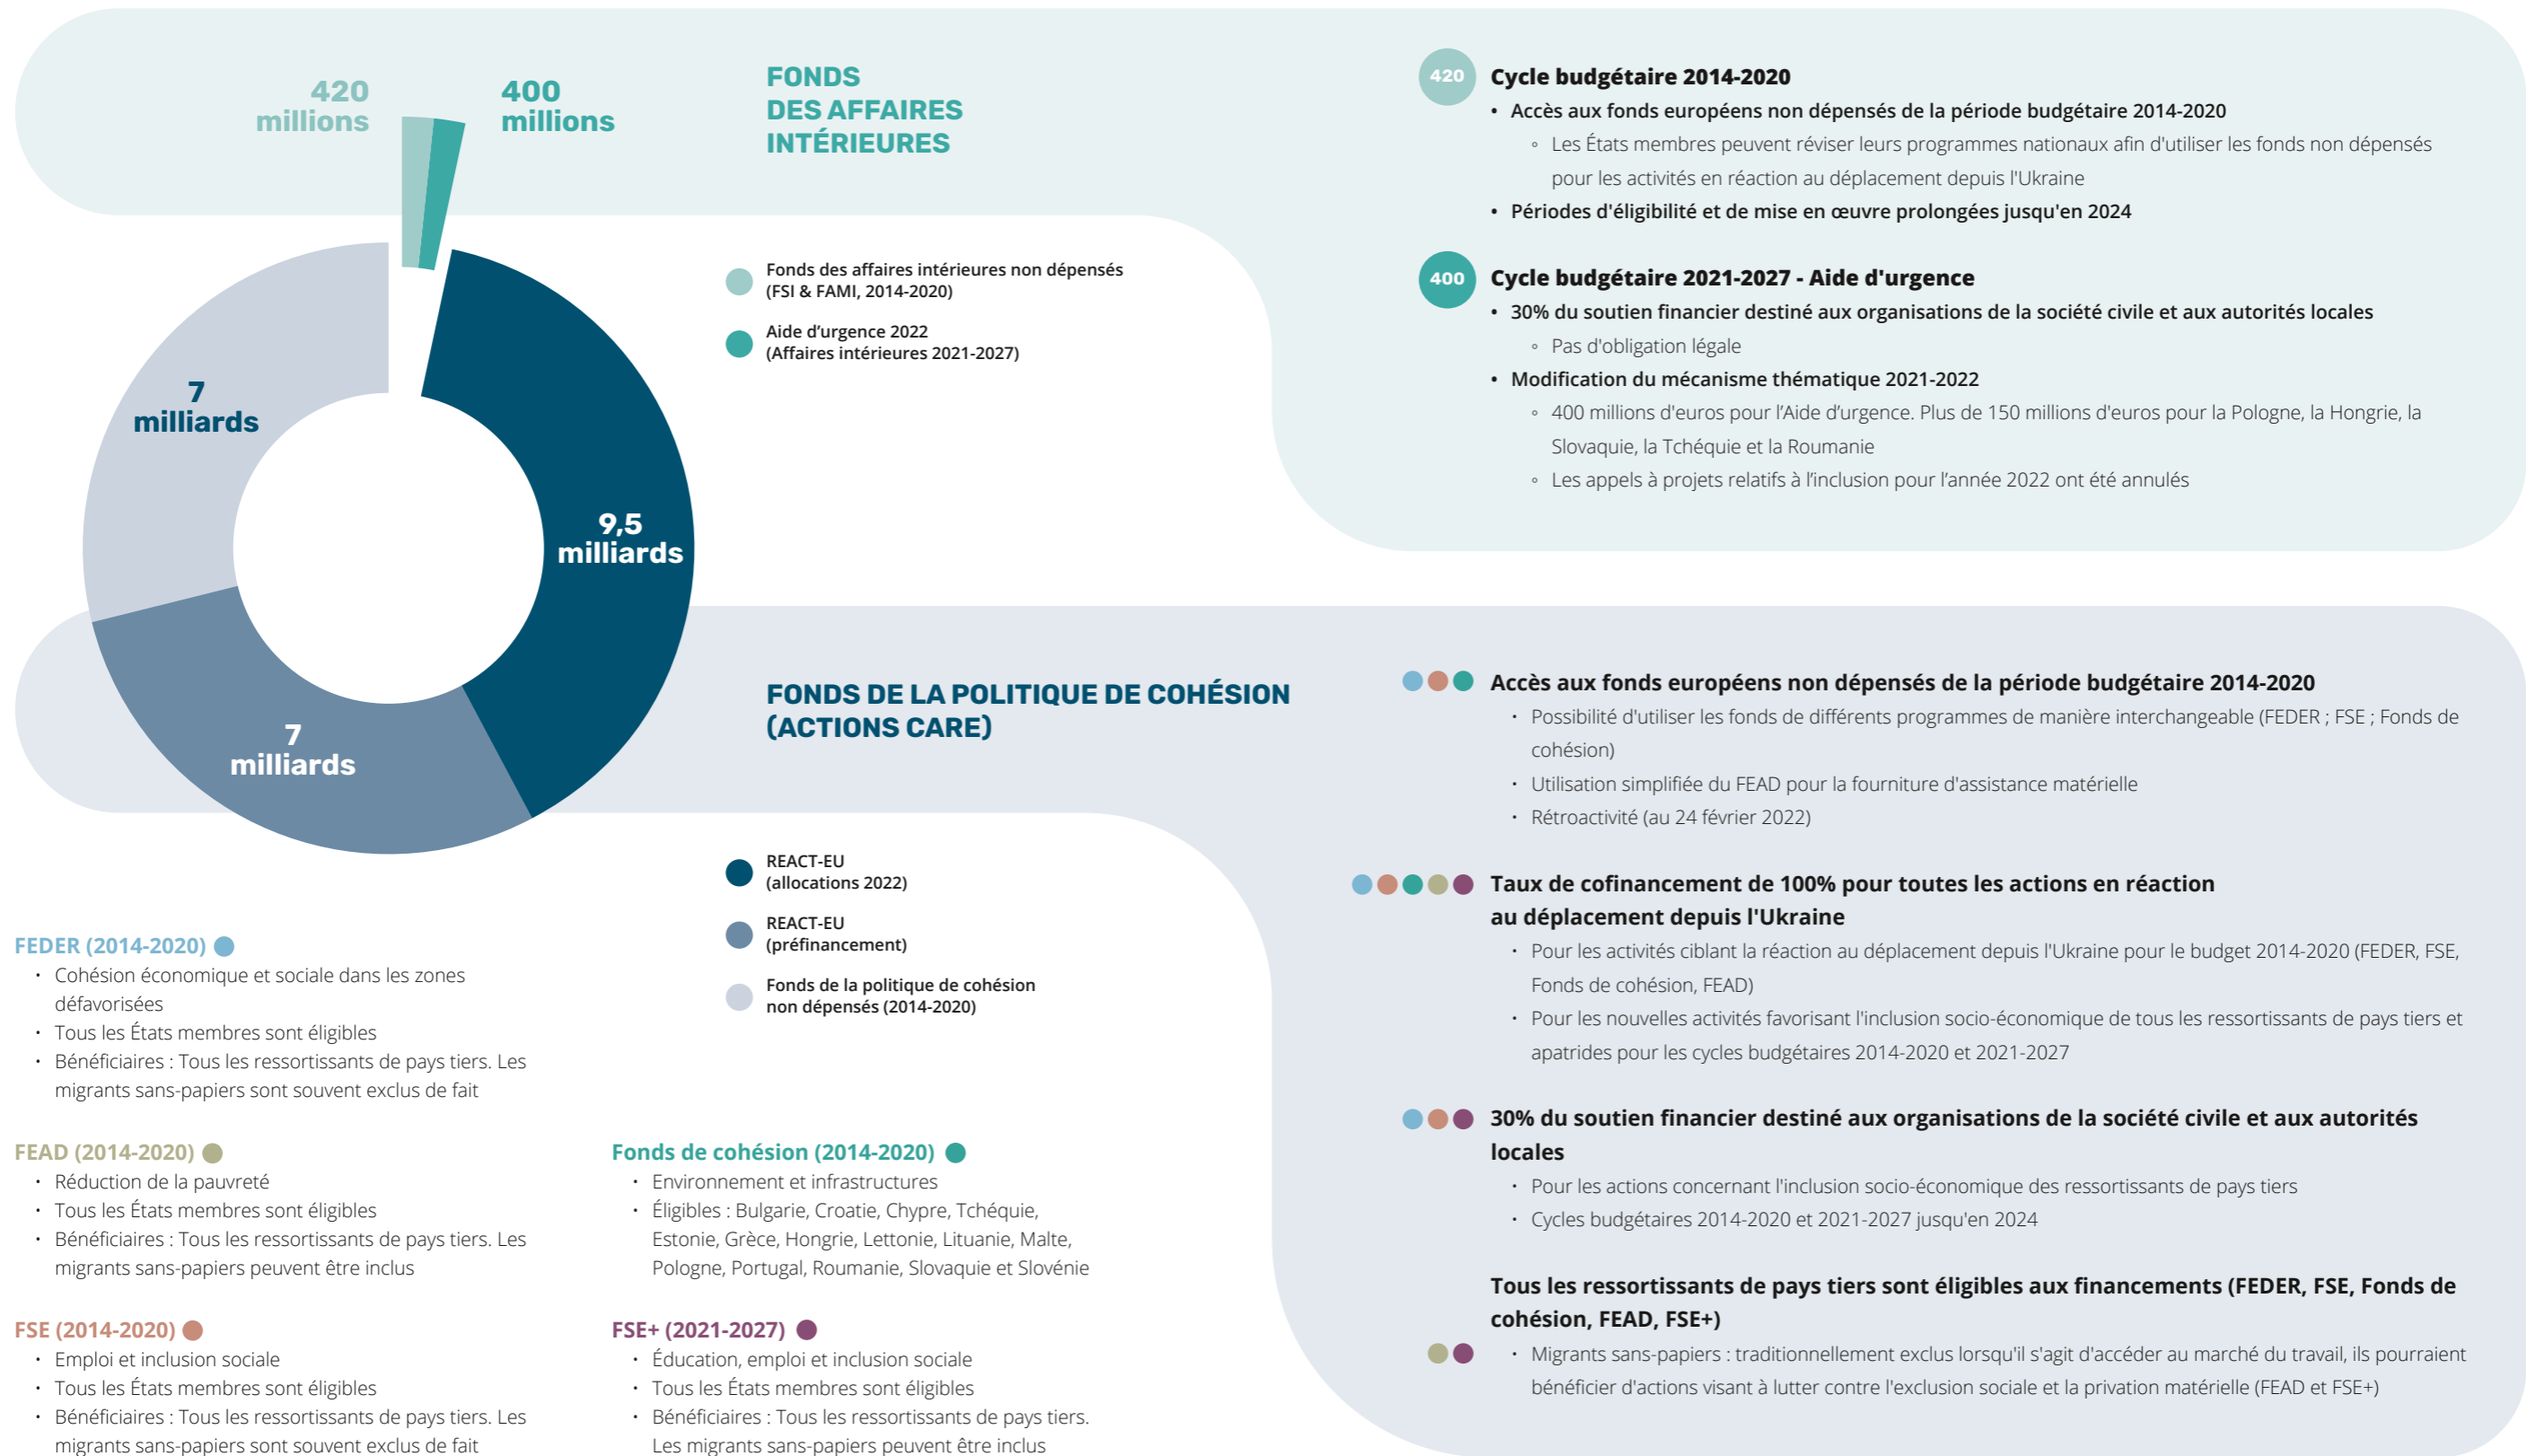 420
millions
400
millions
FONDS
DES AFFAIRES
INTÉRIEURES
Fonds des affaires intérieures non dépensés
(FSI & FAMI, 2014-2020)
Aide d’urgence 2022
(Affaires intérieures 2021-2027)
7
milliards
9,5
milliards
7
milliards
420
Cycle budgétaire 2014-2020
• Accès aux fonds européens non dépensés de la période budgétaire 2014-2020
◦ Les États membres peuvent réviser leurs programmes nationaux afin d'utiliser les fonds non dépensés
pour les activités en réaction au déplacement depuis l'Ukraine
• Périodes d'éligibilité et de mise en œuvre prolongées jusqu'en 2024
400
Cycle budgétaire 2021-2027 - Aide d'urgence
• 30% du soutien financier destiné aux organisations de la société civile et aux autorités locales
◦ Pas d'obligation légale
• Modification du mécanisme thématique 2021-2022
◦ 400 millions d'euros pour l’Aide d’urgence. Plus de 150 millions d'euros pour la Pologne, la Hongrie, la
Slovaquie, la Tchéquie et la Roumanie
◦ Les appels à projets relatifs à l’inclusion pour l’année 2022 ont été annulés
FONDS DE LA POLITIQUE DE COHÉSION
(ACTIONS CARE)
REACT-EU
(allocations 2022)
REACT-EU
(préfinancement)
Fonds de la politique de cohésion
non dépensés (2014-2020)
FEDER (2014-2020)
• Cohésion économique et sociale dans les zones
défavorisées
• Tous les États membres sont éligibles
• Bénéficiaires : Tous les ressortissants de pays tiers. Les
migrants sans-papiers sont souvent exclus de fait
FEAD (2014-2020)
• Réduction de la pauvreté
• Tous les États membres sont éligibles
• Bénéficiaires : Tous les ressortissants de pays tiers. Les
migrants sans-papiers peuvent être inclus
FSE (2014-2020)
• Emploi et inclusion sociale
• Tous les États membres sont éligibles
• Bénéficiaires : Tous les ressortissants de pays tiers. Les
migrants sans-papiers sont souvent exclus de fait
Fonds de cohésion (2014-2020)
• Environnement et infrastructures
• Éligibles : Bulgarie, Croatie, Chypre, Tchéquie,
Estonie, Grèce, Hongrie, Lettonie, Lituanie, Malte,
Pologne, Portugal, Roumanie, Slovaquie et Slovénie
FSE+ (2021-2027)
• Éducation, emploi et inclusion sociale
• Tous les États membres sont éligibles
• Bénéficiaires : Tous les ressortissants de pays tiers.
Les migrants sans-papiers peuvent être inclus
Accès aux fonds européens non dépensés de la période budgétaire 2014-2020
• Possibilité d'utiliser les fonds de différents programmes de manière interchangeable (FEDER ; FSE ; Fonds de
cohésion)
• Utilisation simplifiée du FEAD pour la fourniture d'assistance matérielle
• Rétroactivité (au 24 février 2022)
Taux de cofinancement de 100% pour toutes les actions en réaction
au déplacement depuis l'Ukraine
• Pour les activités ciblant la réaction au déplacement depuis l'Ukraine pour le budget 2014-2020 (FEDER, FSE,
Fonds de cohésion, FEAD)
• Pour les nouvelles activités favorisant l'inclusion socio-économique de tous les ressortissants de pays tiers et
apatrides pour les cycles budgétaires 2014-2020 et 2021-2027
30% du soutien financier destiné aux organisations de la société civile et aux autorités
locales
• Pour les actions concernant l'inclusion socio-économique des ressortissants de pays tiers
• Cycles budgétaires 2014-2020 et 2021-2027 jusqu'en 2024
Tous les ressortissants de pays tiers sont éligibles aux financements (FEDER, FSE, Fonds de
cohésion, FEAD, FSE+)
• Migrants sans-papiers : traditionnellement exclus lorsqu'il s'agit d'accéder au marché du travail, ils pourraient
bénéficier d'actions visant à lutter contre l'exclusion sociale et la privation matérielle (FEAD et FSE+)